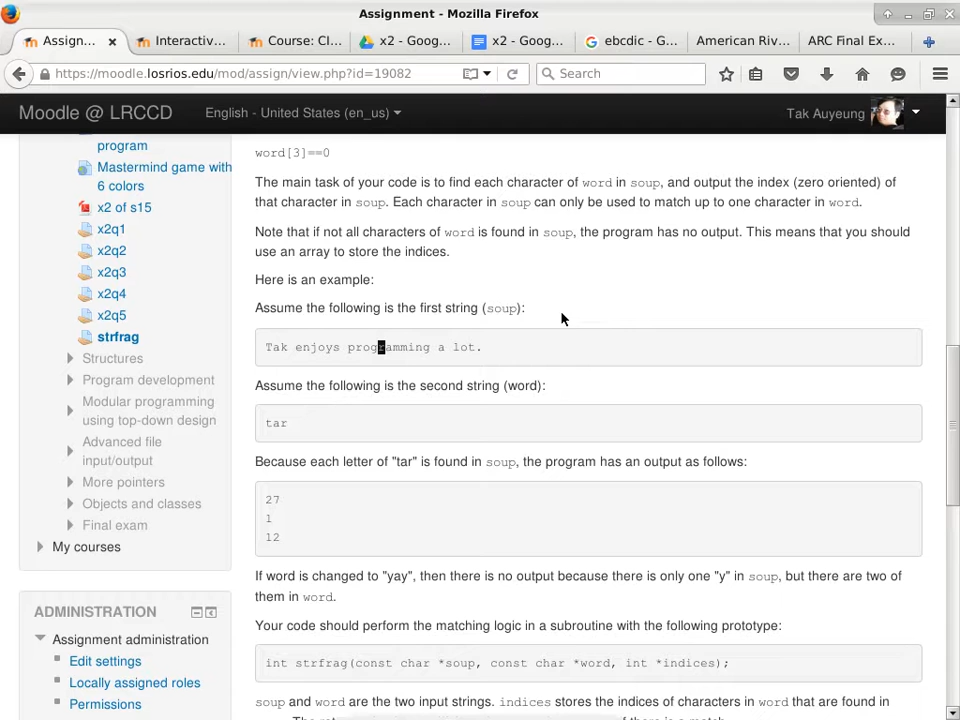 Assignment - Mozilla Firefox
Assign...
Interactiv...
Course: CI...
x2 - Goog...
x2 - Goog...
ebcdic - G...
American Riv...
ARC Final Ex...
https://moodle.losrios.edu/mod/assign/view.php?id=19082
Search
Moodle @ LRCCD
English - United States (en_us)
Tak Auyeung
program
Mastermind game with
6 colors
x2 of s15
x2q1
x2q2
x2q3
x2q4
x2q5
strfrag
Structures
Program development
Modular programming
using top-down design
Advanced file
input/output
More pointers
Objects and classes
Final exam
My courses
ADMINISTRATION
Assignment administration
Edit settings
Locally assigned roles
Permissions
word[3]==0
The main task of your code is to find each character of word in soup, and output the index (zero oriented) of
that character in soup. Each character in soup can only be used to match up to one character in word.
Note that if not all characters of word is found in soup, the program has no output. This means that you should
use an array to store the indices.
Here is an example:
Assume the following is the first string (soup):
Tak enjoys programming a lot.
Assume the following is the second string (word):
tar
Because each letter of "tar" is found in soup, the program has an output as follows:
27
1
12
If word is changed to "yay", then there is no output because there is only one "y" in soup, but there are two of
them in word.
Your code should perform the matching logic in a subroutine with the following prototype:
int strfrag(const char *soup, const char *word, int *indices);
soup and word are the two input strings. indices stores the indices of characters in word that are found in